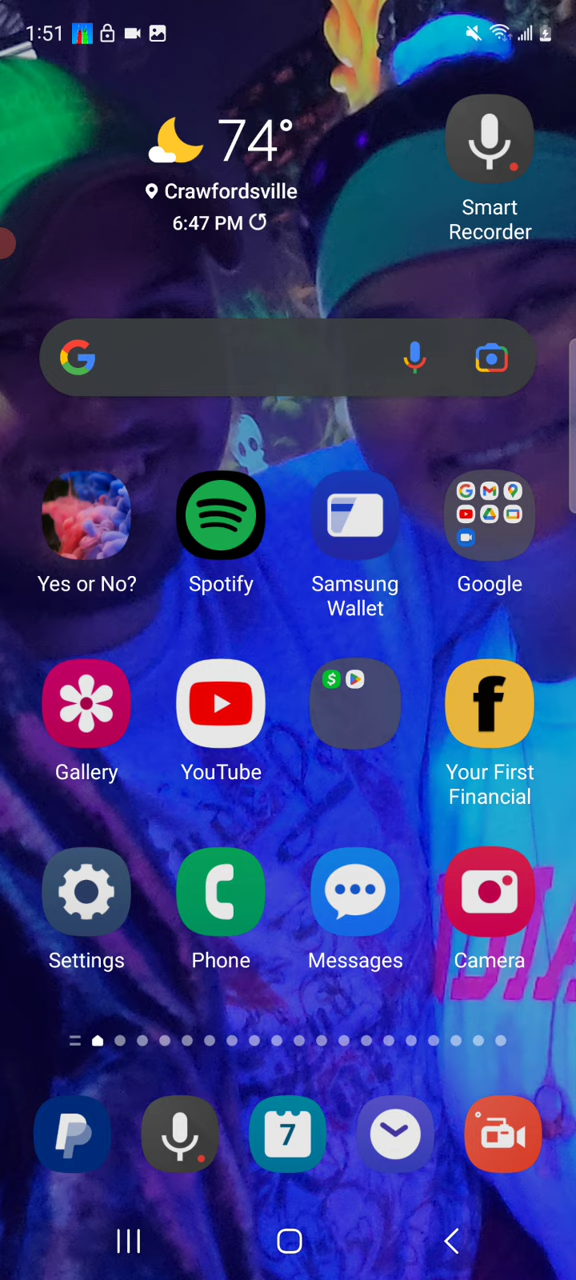 1:51
74°
Crawfordsville
6:47 PM
Smart
Recorder
Yes or No?
Spotify
Samsung
Wallet
Google
Gallery
YouTube
Your First
Financial
Settings
Phone
Messages
Camera
7